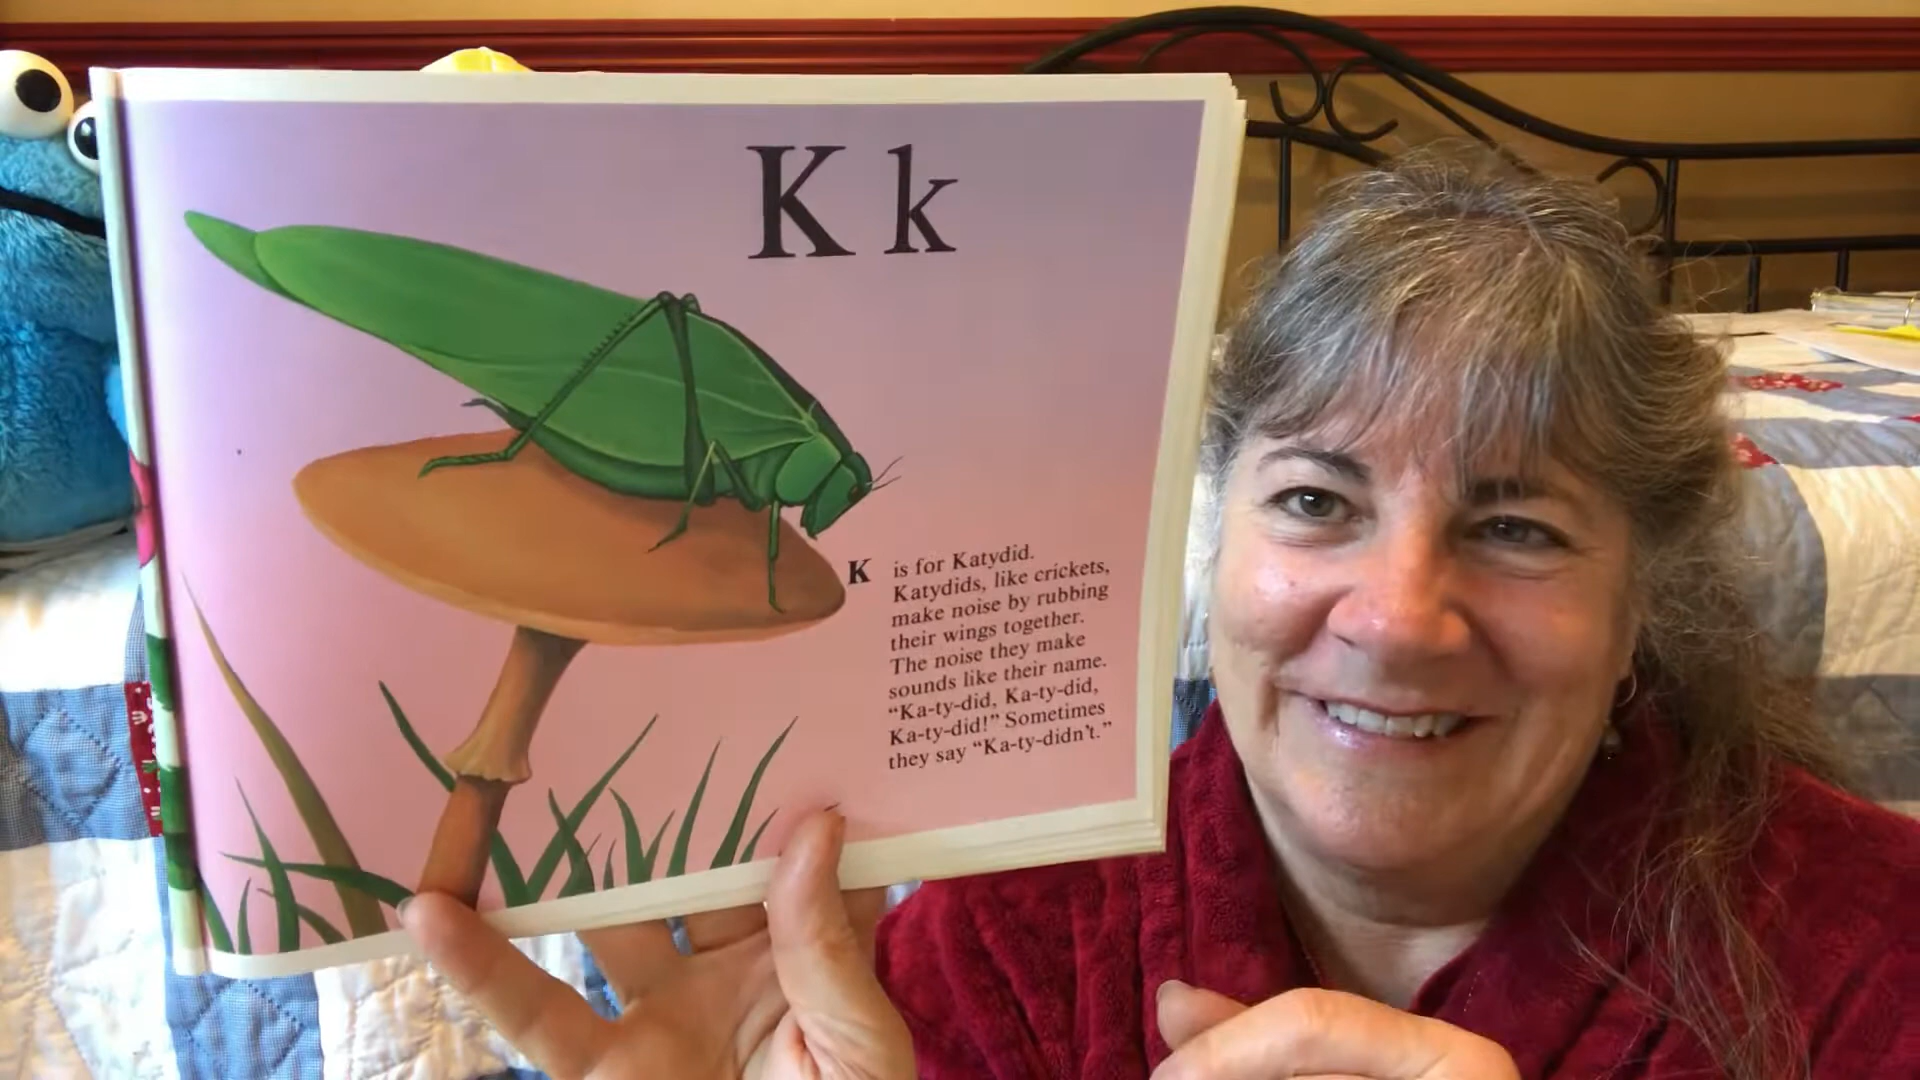 K k
K is for Katydid.
Katydids, like crickets,
make noise by rubbing
their wings together.
The noise they make
sounds like their name.
“Ka-ty-did, Ka-ty-did,
Ka-ty-did!” Sometimes
they say “Ka-ty-didn’t.”